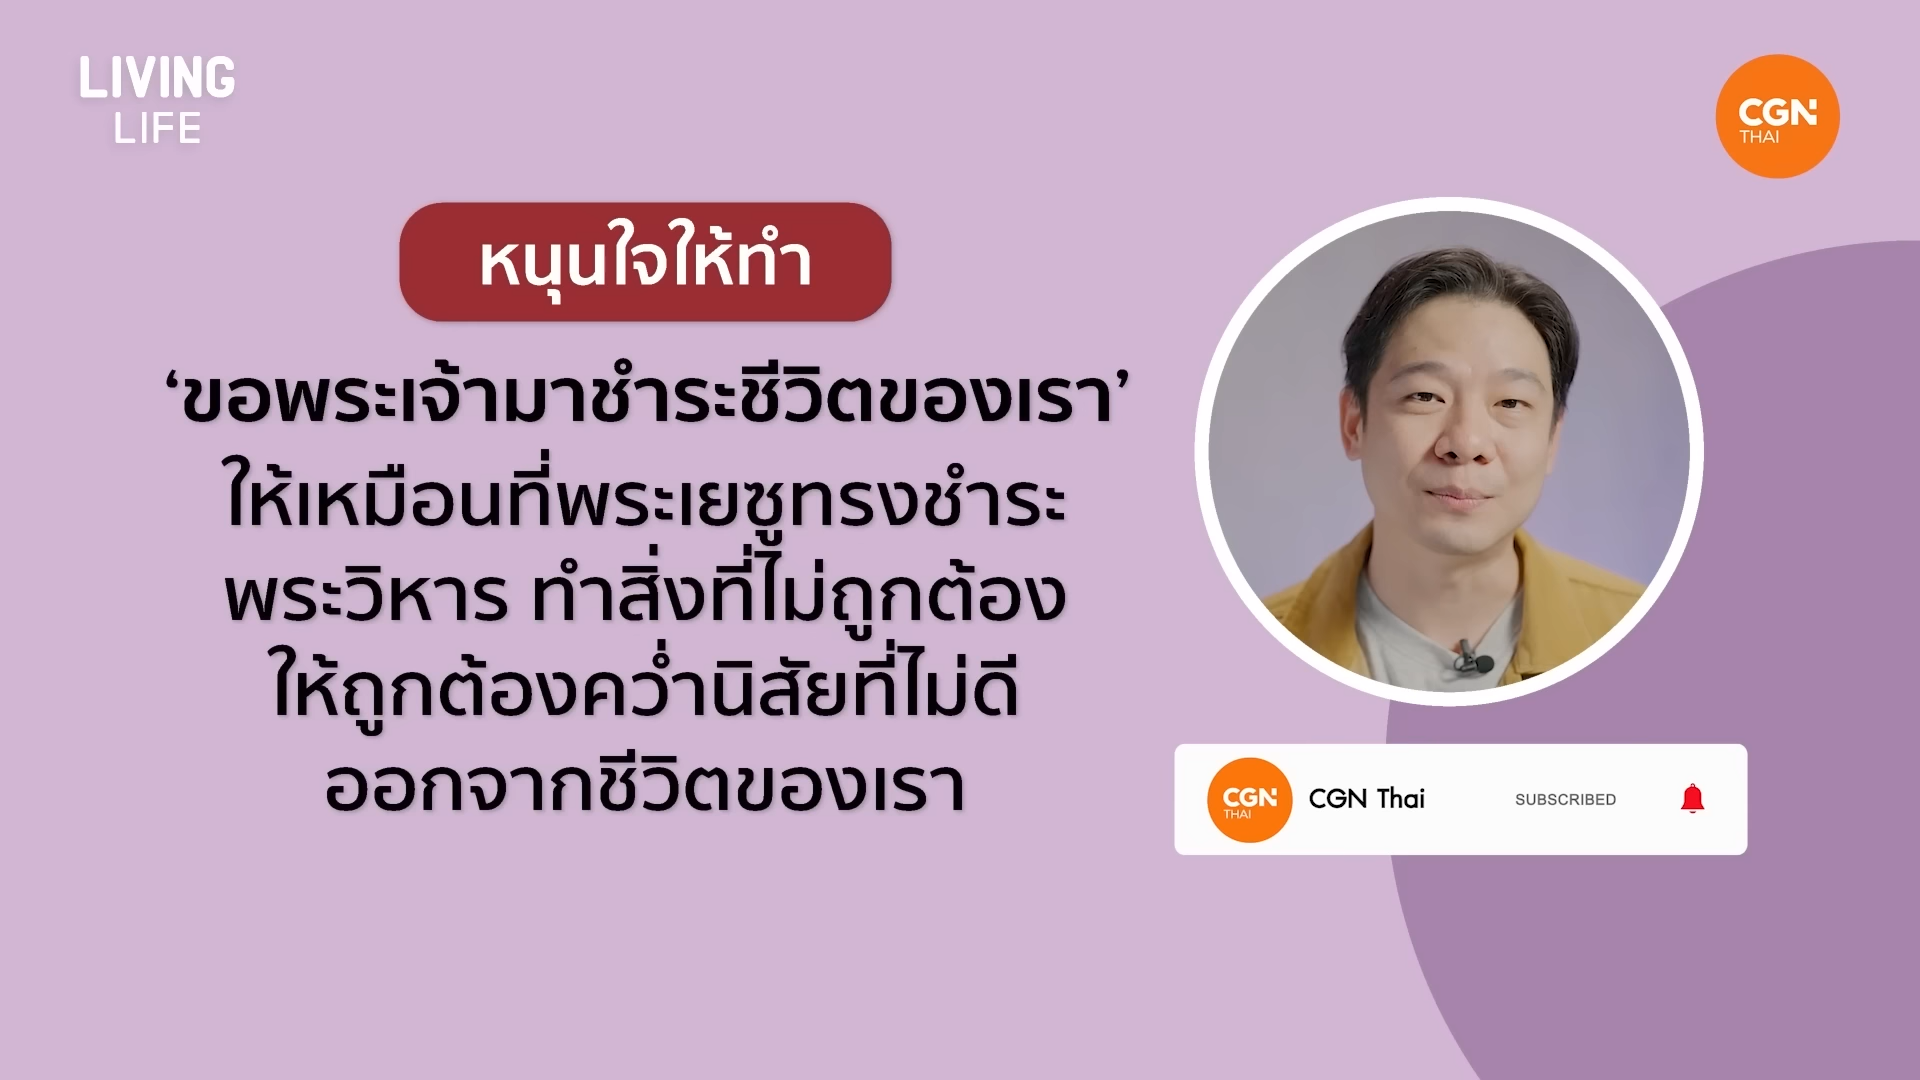 LIVING
LIFE
CGN
THAI
หนุนใจให้ทำ
‘ขอพระเจ้ามาชำระชีวิตของเรา’
ให้เหมือนที่พระเยซูทรงชำระ
พระวิหาร ทำสิ่งที่ไม่ถูกต้อง
ให้ถูกต้องคว่ำนิสัยที่ไม่ดี
ออกจากชีวิตของเรา
CGN
THAI
CGN Thai
SUBSCRIBED